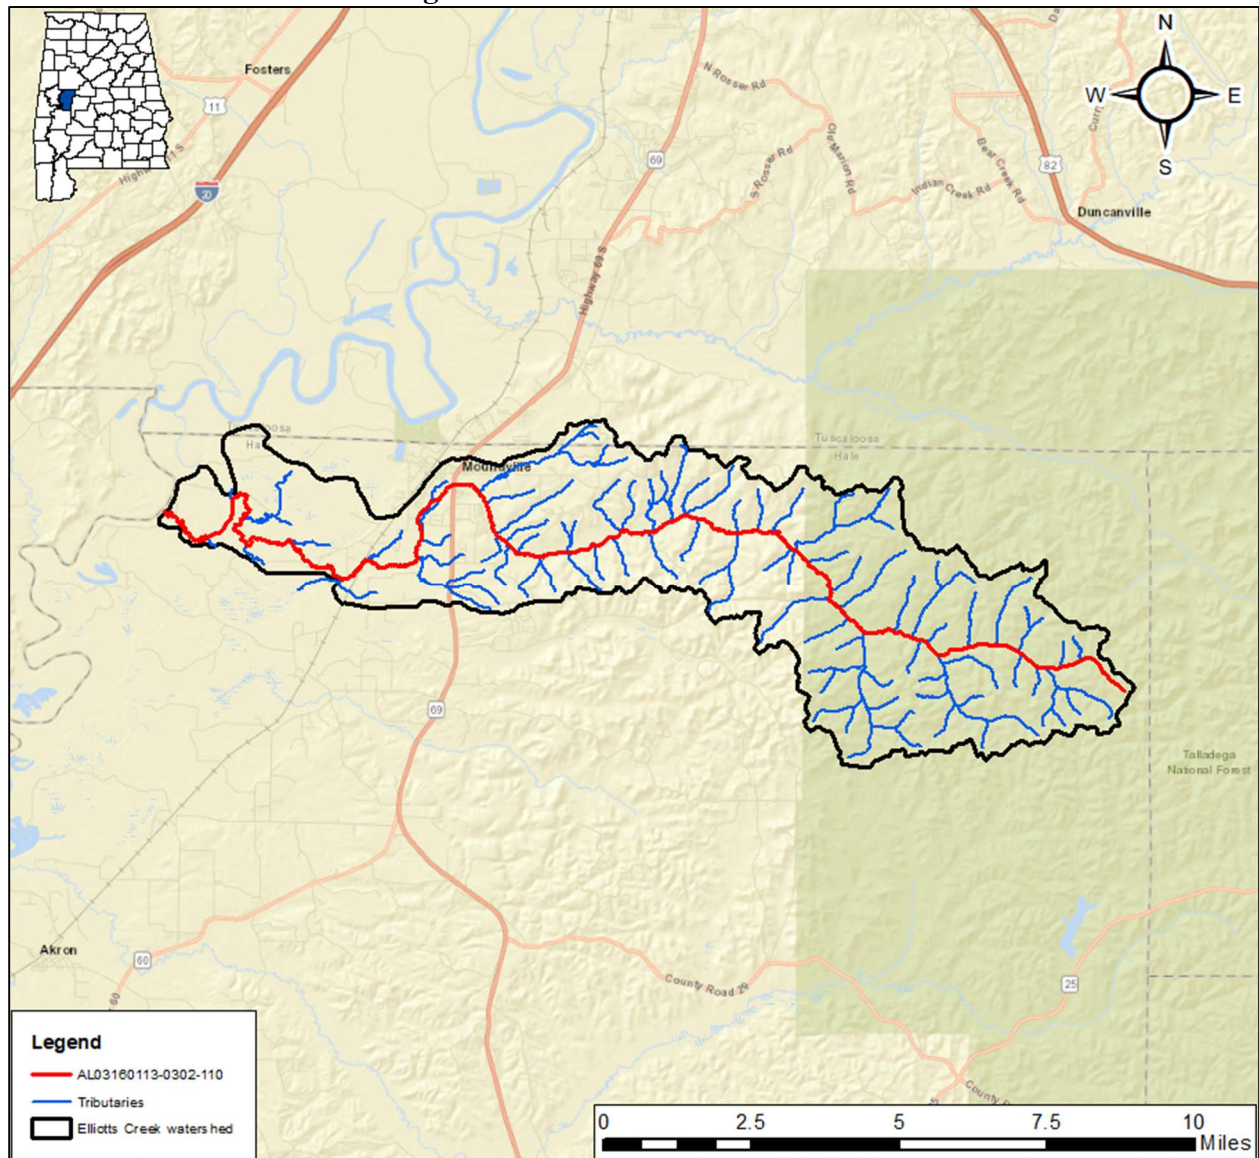 N
Fosters
N Rosser Rd
W
E
11
69
S Rosser Rd
Old Marion Rd
Bear Creek Rd
82
S
20
Indian Creek Rd
Duncanville
Highway 69 S
Tuscaloosa
Hale
Moundville
69
Talladega
National Forest
Akron
60
County Road 29
25
60
Legend
AL03160113-0302-110
Tributaries
Elliotts Creek watershed
0
2.5
5
7.5
10
Miles